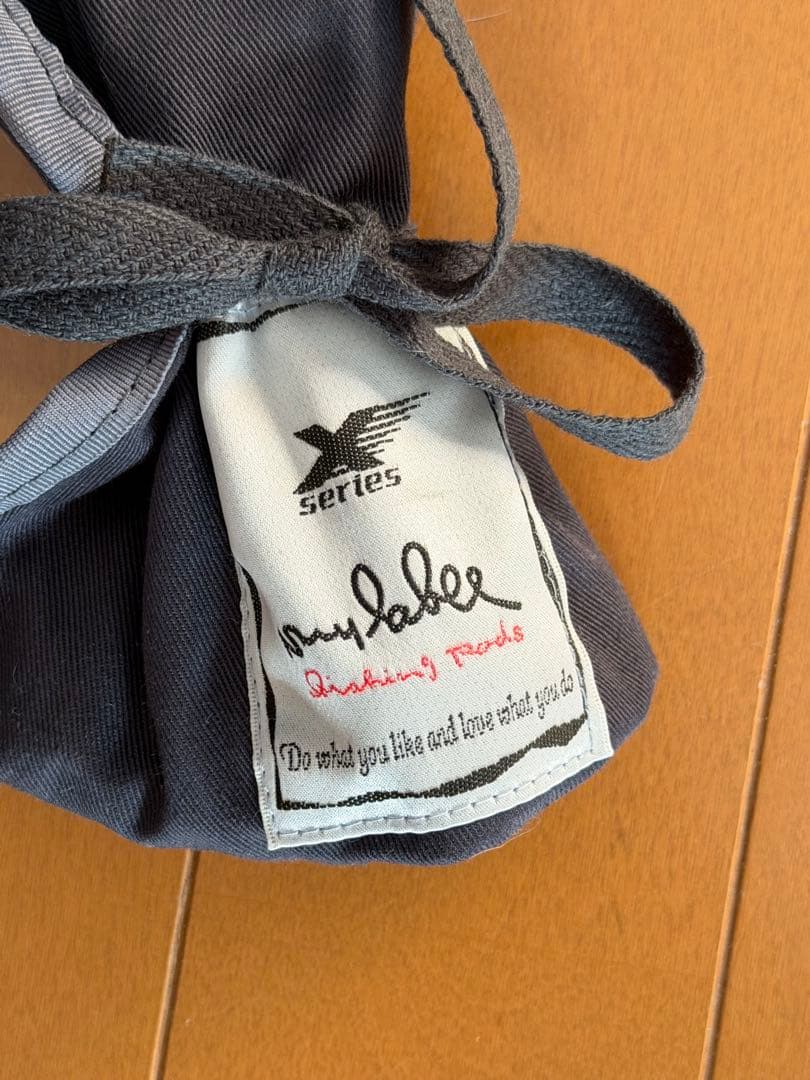 X
series
mylabel
Fishing Rods
Do what you like and love what you do